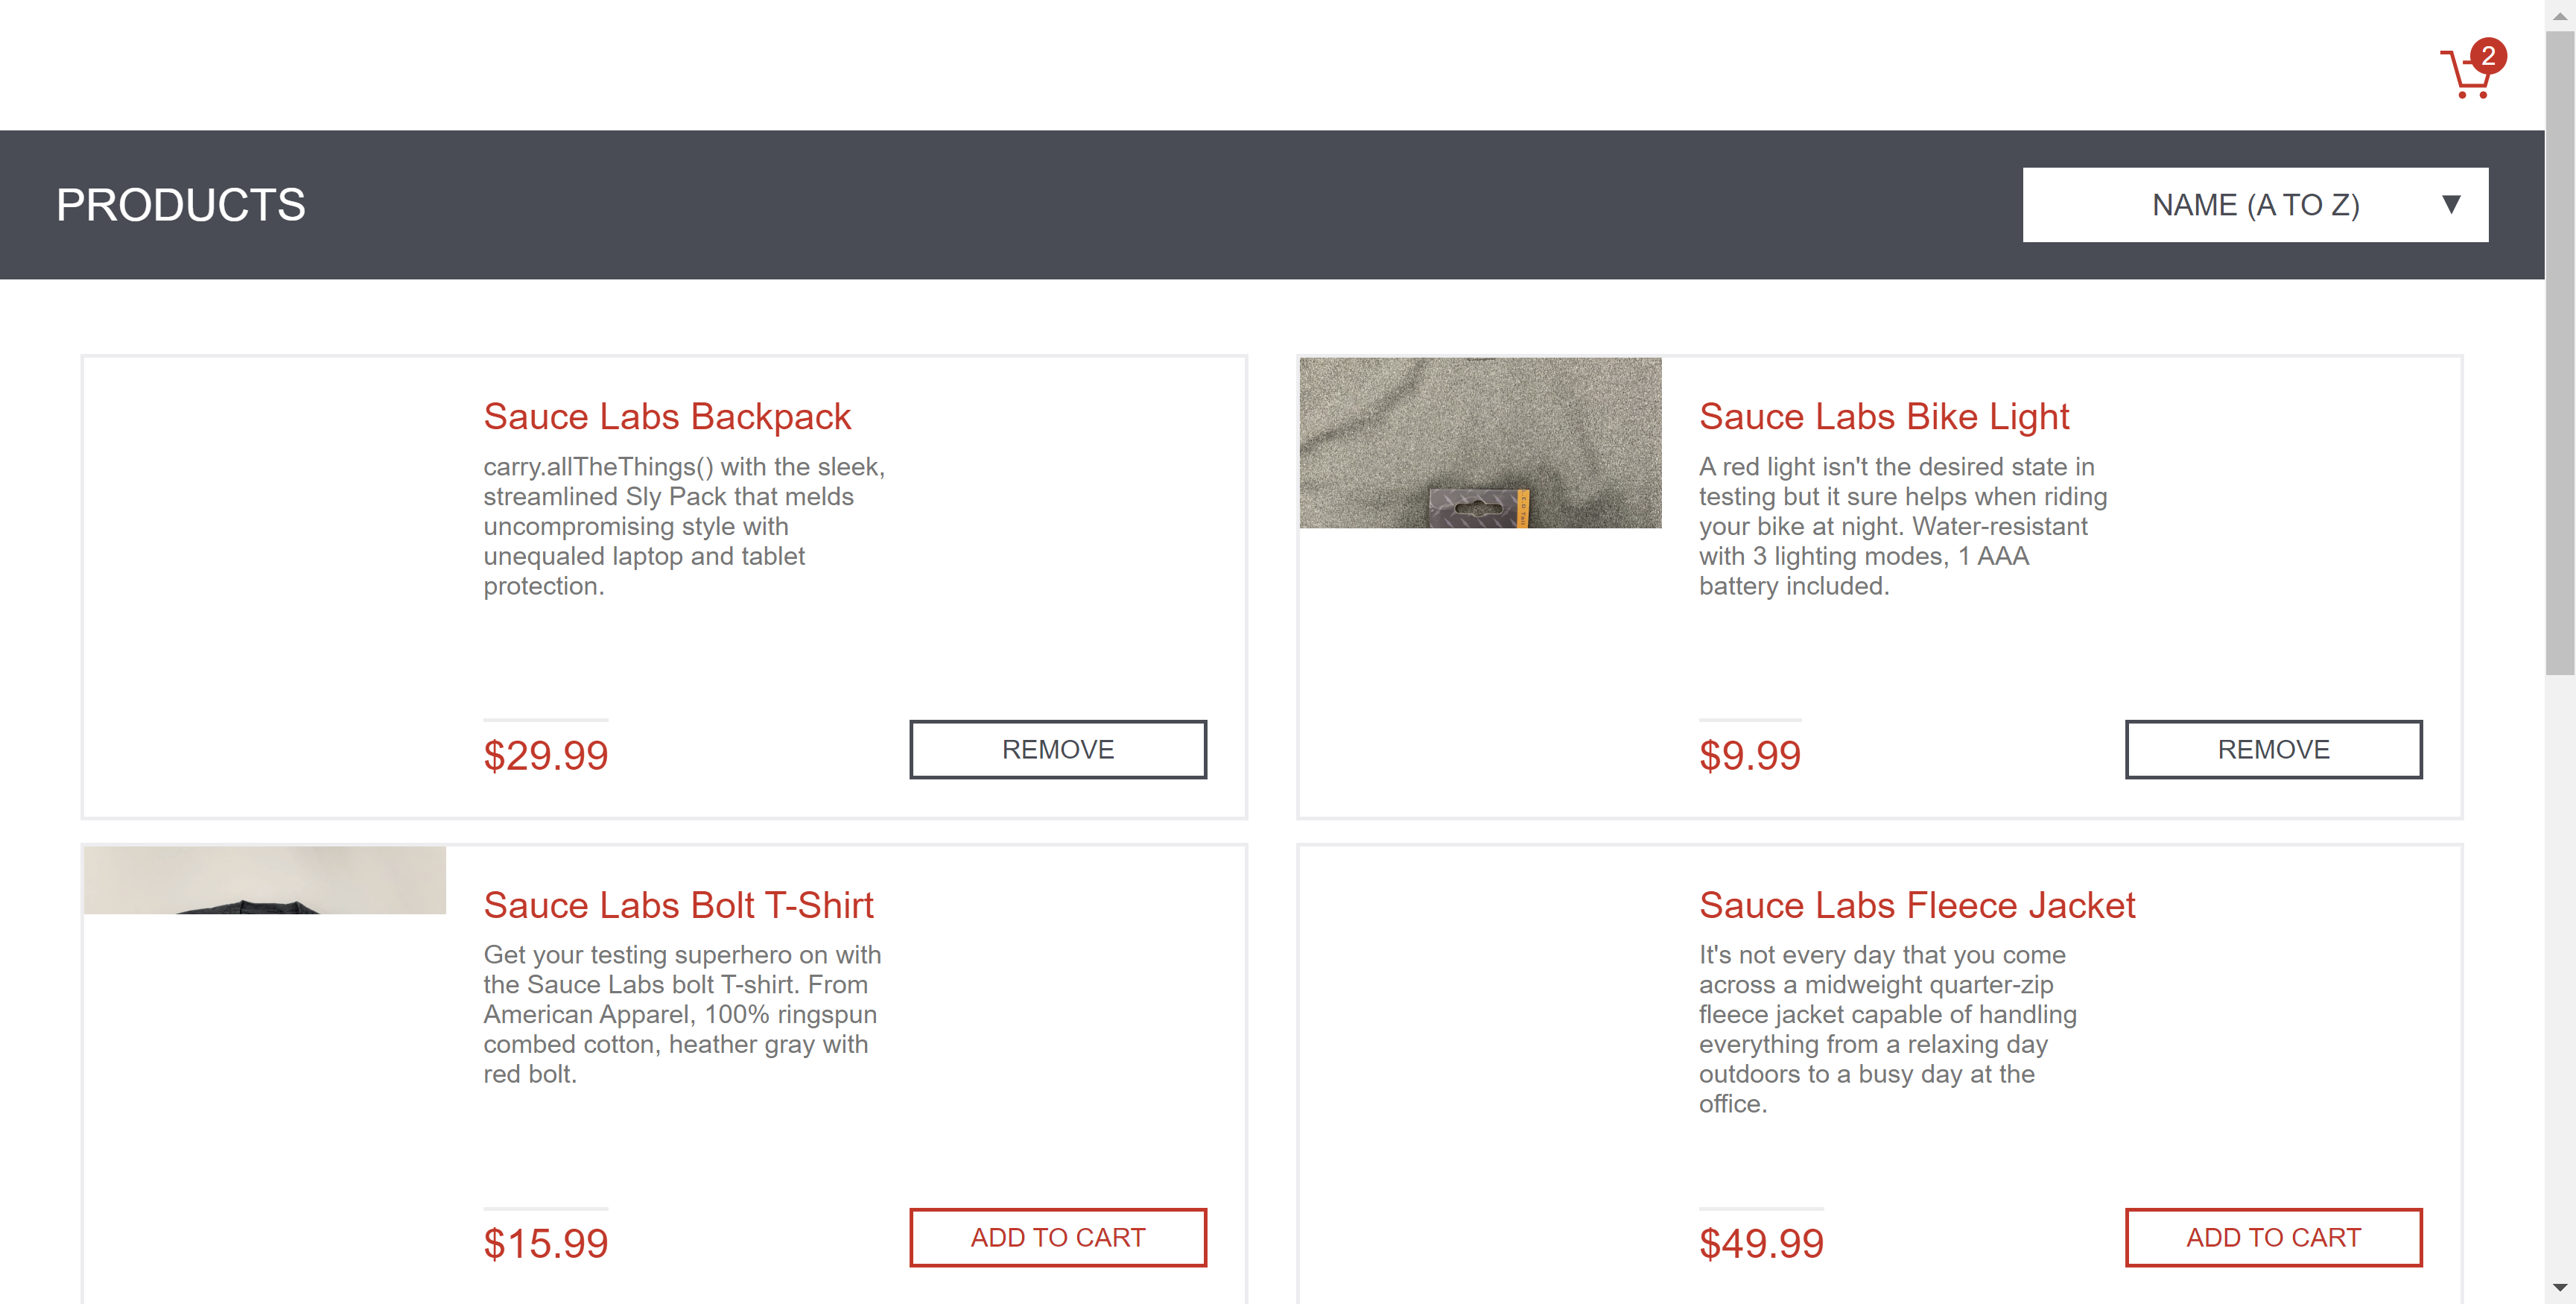 2
PRODUCTS
NAME (A TO Z)
Sauce Labs Backpack
carry.allTheThings() with the sleek,
streamlined Sly Pack that melds
uncompromising style with
unequaled laptop and tablet
protection.
$29.99
REMOVE
Sauce Labs Bike Light
A red light isn't the desired state in
testing but it sure helps when riding
your bike at night. Water-resistant
with 3 lighting modes, 1 AAA
battery included.
$9.99
REMOVE
Sauce Labs Bolt T-Shirt
Get your testing superhero on with
the Sauce Labs bolt T-shirt. From
American Apparel, 100% ringspun
combed cotton, heather gray with
red bolt.
$15.99
ADD TO CART
Sauce Labs Fleece Jacket
It's not every day that you come
across a midweight quarter-zip
fleece jacket capable of handling
everything from a relaxing day
outdoors to a busy day at the
office.
$49.99
ADD TO CART